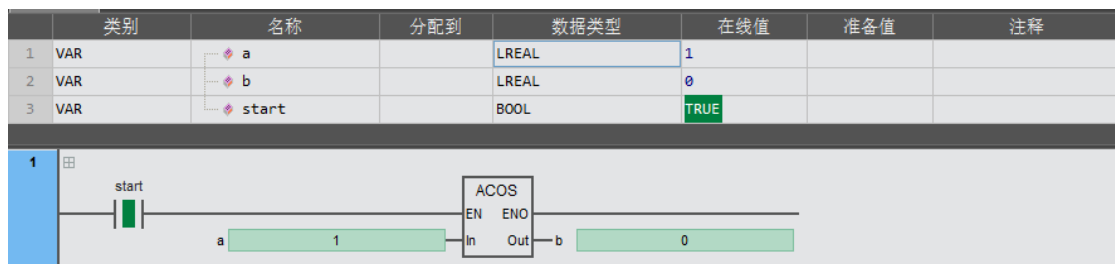 类别 名称 分配到 数据类型 在线值 准备值 注释
1 VAR a LREAL 1
2 VAR b LREAL 0
3 VAR start BOOL TRUE
1
start
ACOS
EN ENO
a 1 In Out b 0